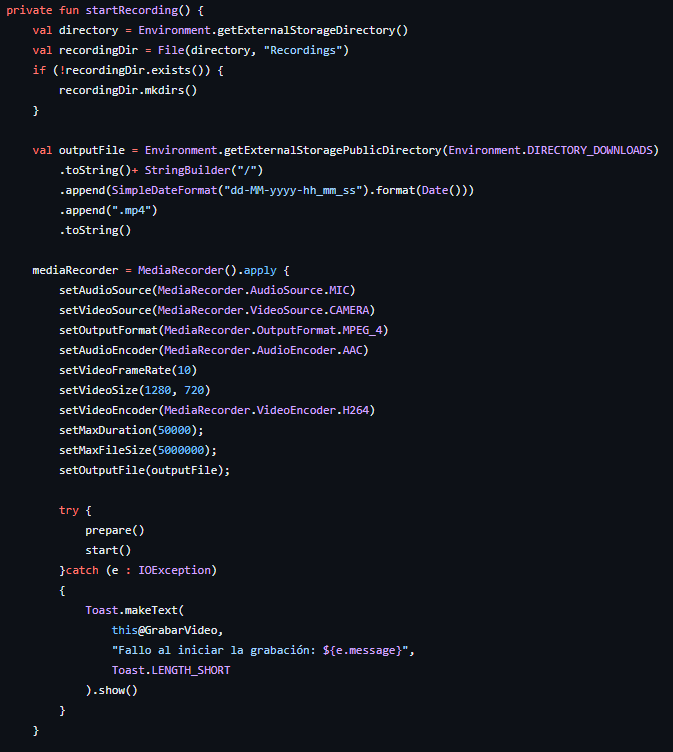 private fun startRecording() {
    val directory = Environment.getExternalStorageDirectory()
    val recordingDir = File(directory, "Recordings")
    if (!recordingDir.exists()) {
        recordingDir.mkdirs()
    }

    val outputFile = Environment.getExternalStoragePublicDirectory(Environment.DIRECTORY_DOWNLOADS)
        .toString()+ StringBuilder("/")
        .append(SimpleDateFormat("dd-MM-yyyy-hh_mm_ss").format(Date()))
        .append(".mp4")
        .toString()

    mediaRecorder = MediaRecorder().apply {
        setAudioSource(MediaRecorder.AudioSource.MIC)
        setVideoSource(MediaRecorder.VideoSource.CAMERA)
        setOutputFormat(MediaRecorder.OutputFormat.MPEG_4)
        setAudioEncoder(MediaRecorder.AudioEncoder.AAC)
        setVideoFrameRate(10)
        setVideoSize(1280, 720)
        setVideoEncoder(MediaRecorder.VideoEncoder.H264)
        setMaxDuration(50000);
        setMaxFileSize(5000000);
        setOutputFile(outputFile);

        try {
            prepare()
            start()
        }catch (e : IOException)
        {
            Toast.makeText(
                this@GrabarVideo,
                "Fallo al iniciar la grabación: ${e.message}",
                Toast.LENGTH_SHORT
            ).show()
        }
    }